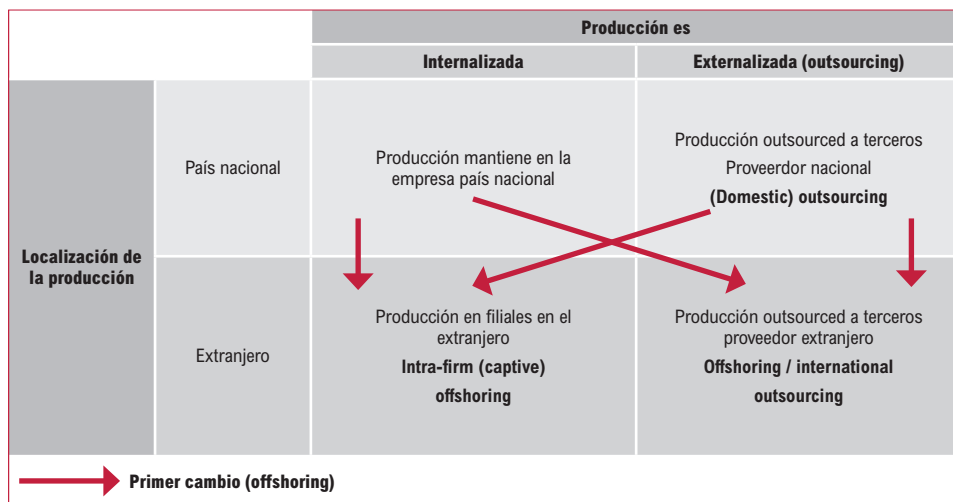 Producción es
Internalizada
Externalizada (outsourcing)
Localización de
la producción
País nacional
Producción mantiene en la
empresa país nacional
Producción outsourced a terceros
Proveerdor nacional
(Domestic) outsourcing
Extranjero
Producción en filiales en el
extranjero
Intra-firm (captive)
offshoring
Producción outsourced a terceros
proveedor extranjero
Offshoring / international
outsourcing
Primer cambio (offshoring)